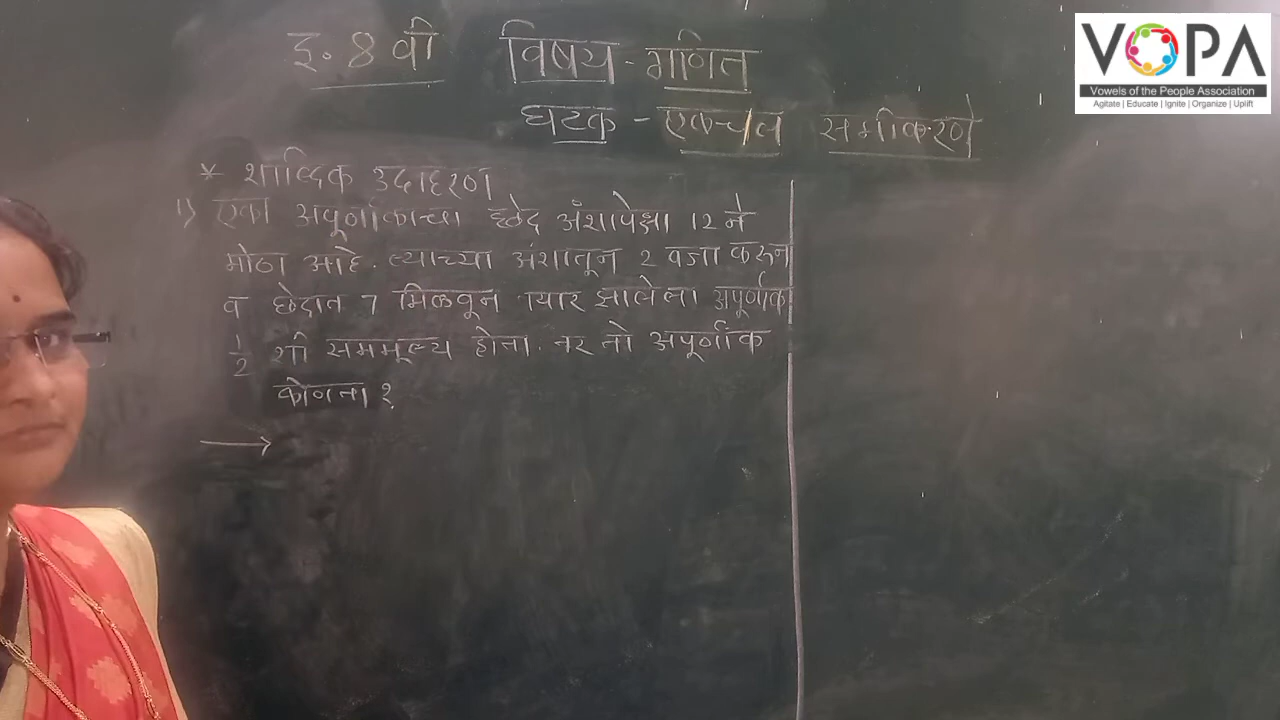 इ. 8 वी विषय - गणित
घटक - एकचल समीकरणे
* शाब्दिक उदाहरण
1) एका अपूर्णांकाचा छेद अंशापेक्षा 12 ने
मोठा आहे. त्याच्या अंशातून 2 वजा करून
व छेदात 7 मिळवून तयार झालेला अपूर्णांक
1/2 शी सममूल्य होतो. तर तो अपूर्णांक
कोणता?
VOPA
Vowels of the People Association
Agitate | Educate | Ignite | Organize | Uplift